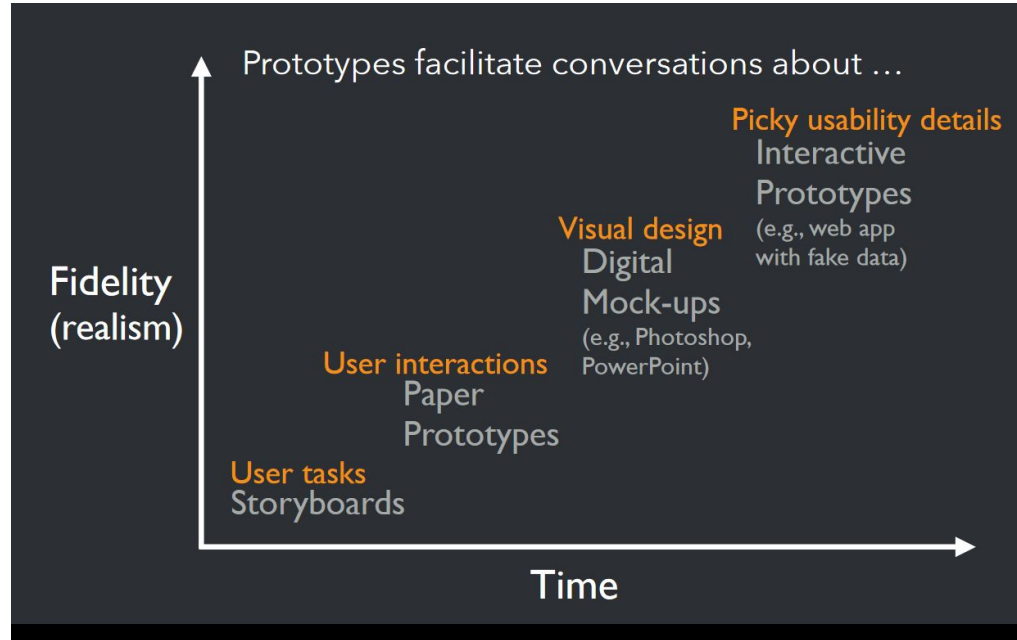 Prototypes facilitate conversations about ...
Picky usability details
Interactive
Prototypes
(e.g., web app
with fake data)
Visual design
Digital
Mock-ups
(e.g., Photoshop,
PowerPoint)
Fidelity
(realism)
User interactions
Paper
Prototypes
User tasks
Storyboards
Time